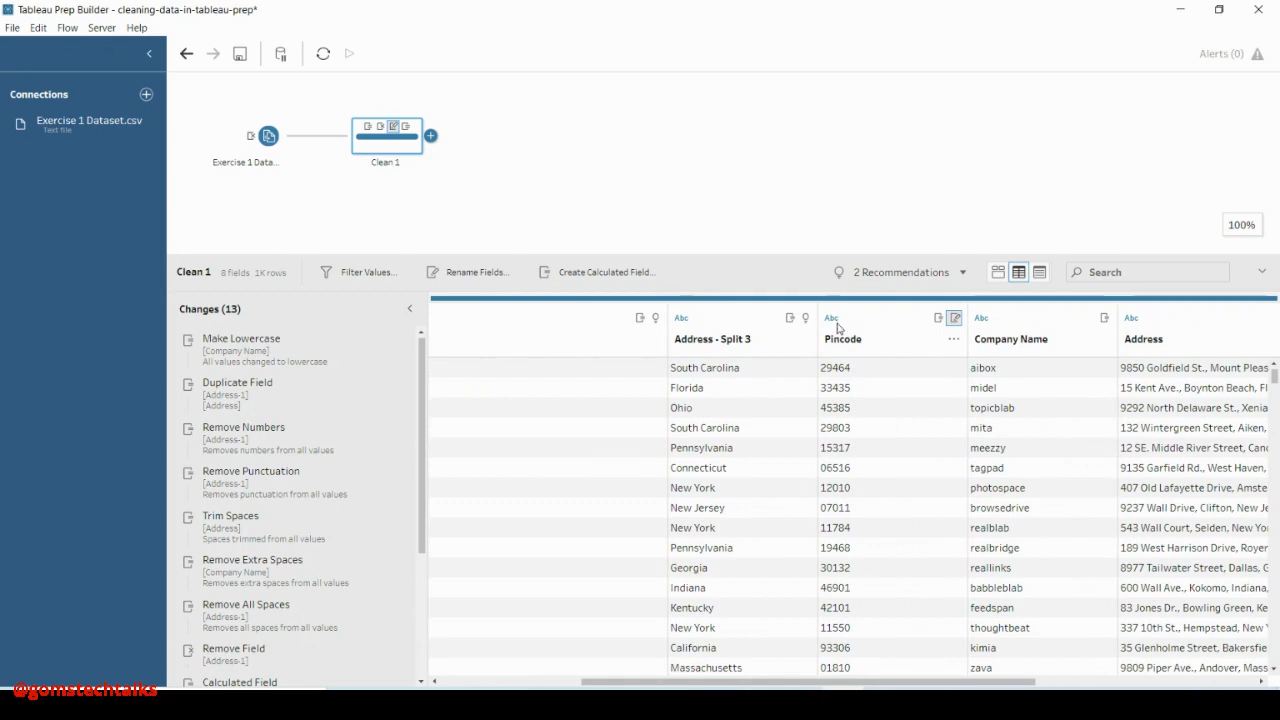 Tableau Prep Builder - cleaning-data-in-tableau-prep*
File Edit Flow Server Help
Alerts (0)
Connections
Exercise 1 Dataset.csv
Text file
Exercise 1 Data...
Clean 1
100%
Clean 1 8 fields 1K rows Filter Values... Rename Fields... Create Calculated Field... 2 Recommendations Search
Changes (13)
Make Lowercase
[Company Name]
All values changed to lowercase
Duplicate Field
[Address-1]
[Address]
Remove Numbers
[Address-1]
Removes numbers from all values
Remove Punctuation
[Address-1]
Removes punctuation from all values
Trim Spaces
[Address]
Spaces trimmed from all values
Remove Extra Spaces
[Company Name]
Removes extra spaces from all values
Remove All Spaces
[Address-1]
Removes all spaces from all values
Remove Field
[Address-1]
Calculated Field
Abc Abc Abc Abc
Address - Split 3 Pincode Company Name Address
South Carolina 29464 aibox 9850 Goldfield St., Mount Pleas
Florida 33435 midel 15 Kent Ave., Boynton Beach, Fl
Ohio 45385 topicblab 9292 North Delaware St., Xenia
South Carolina 29803 mita 132 Wintergreen Street, Aiken,
Pennsylvania 15317 meezzy 12 SE. Middle River Street, Cano
Connecticut 06516 tagpad 9135 Garfield Rd., West Haven,
New York 12010 photospace 407 Old Lafayette Drive, Amste
New Jersey 07011 browsedrive 9237 Wall Drive, Clifton, New Je
New York 11784 realblab 543 Wall Court, Selden, New Yor
Pennsylvania 19468 realbridge 189 West Harrison Drive, Royer
Georgia 30132 reallinks 8977 Tailwater Street, Dallas, G
Indiana 46901 babbleblab 600 Wall Ave., Kokomo, Indiana,
Kentucky 42101 feedspan 83 Jones Dr., Bowling Green, Ke
New York 11550 thoughtbeat 337 10th St., Hempstead, New Y
California 93306 kimia 35 Glenholme Street, Bakersfie
Massachusetts 01810 zava 9809 Piper Ave., Andover, Mass
@gomstechtalks